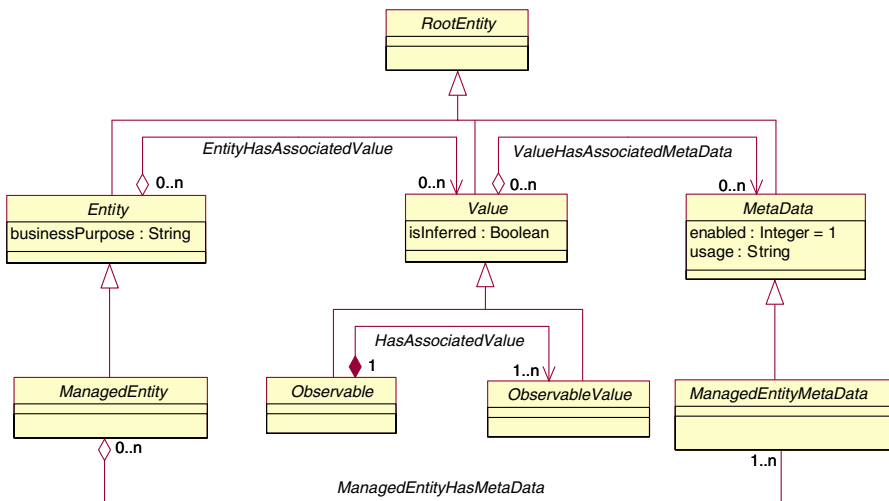 RootEntity
EntityHasAssociatedValue
ValueHasAssociatedMetaData
0..n
0..n
0..n
0..n
Entity
businessPurpose : String
Value
isInferred : Boolean
MetaData
enabled : Integer = 1
usage : String
HasAssociatedValue
1
1..n
ManagedEntity
Observable
ObservableValue
ManagedEntityMetaData
0..n
1..n
ManagedEntityHasMetaData